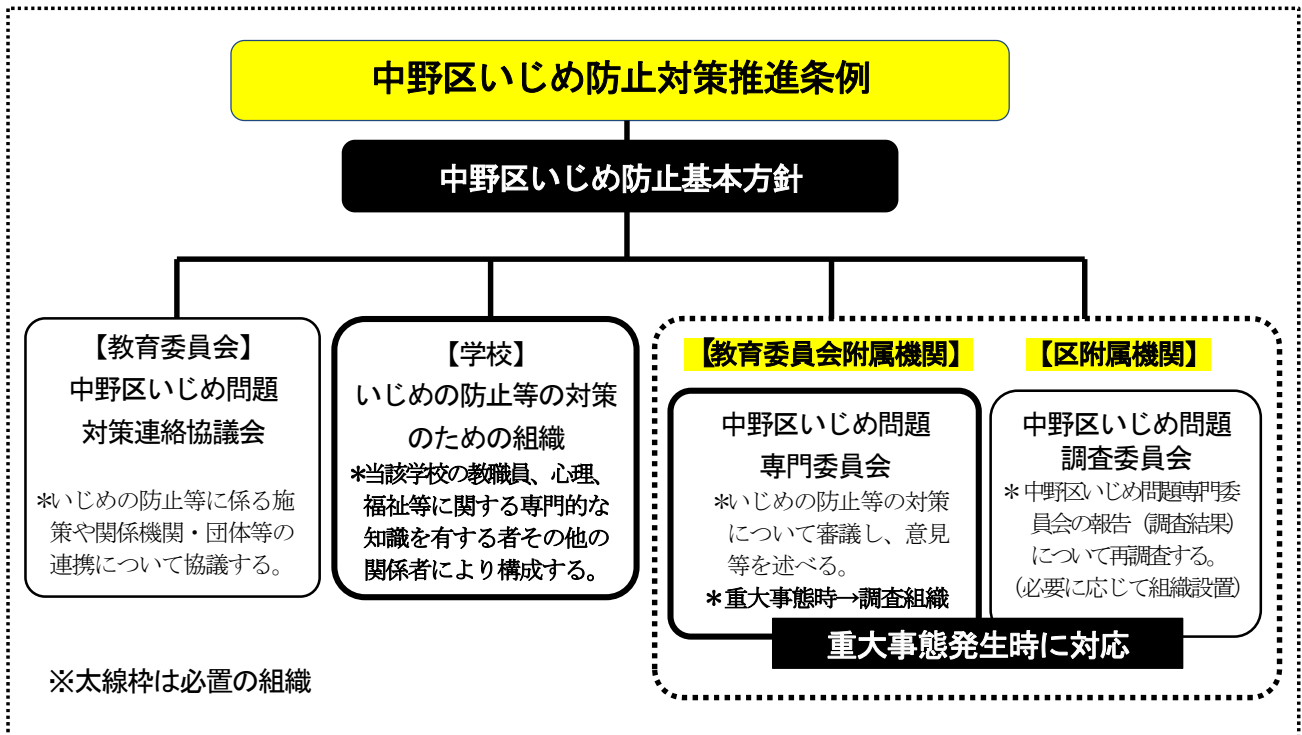 中野区いじめ防止対策推進条例
中野区いじめ防止基本方針
【教育委員会】
中野区いじめ問題
対策連絡協議会
*いじめの防止等に係る施
策や関係機関・団体等の
連携について協議する。
【学校】
いじめの防止等の対策
のための組織
*当該学校の教職員、心理、
福祉等に関する専門的な
知識を有する者その他の
関係者により構成する。
【教育委員会附属機関】
中野区いじめ問題
専門委員会
*いじめの防止等の対策
について審議し、意見
等を述べる。
*重大事態時→調査組織
【区附属機関】
中野区いじめ問題
調査委員会
*中野区いじめ問題専門委
員会の報告（調査結果）
について再調査する。
（必要に応じて組織設置）
重大事態発生時に対応
※太線枠は必置の組織